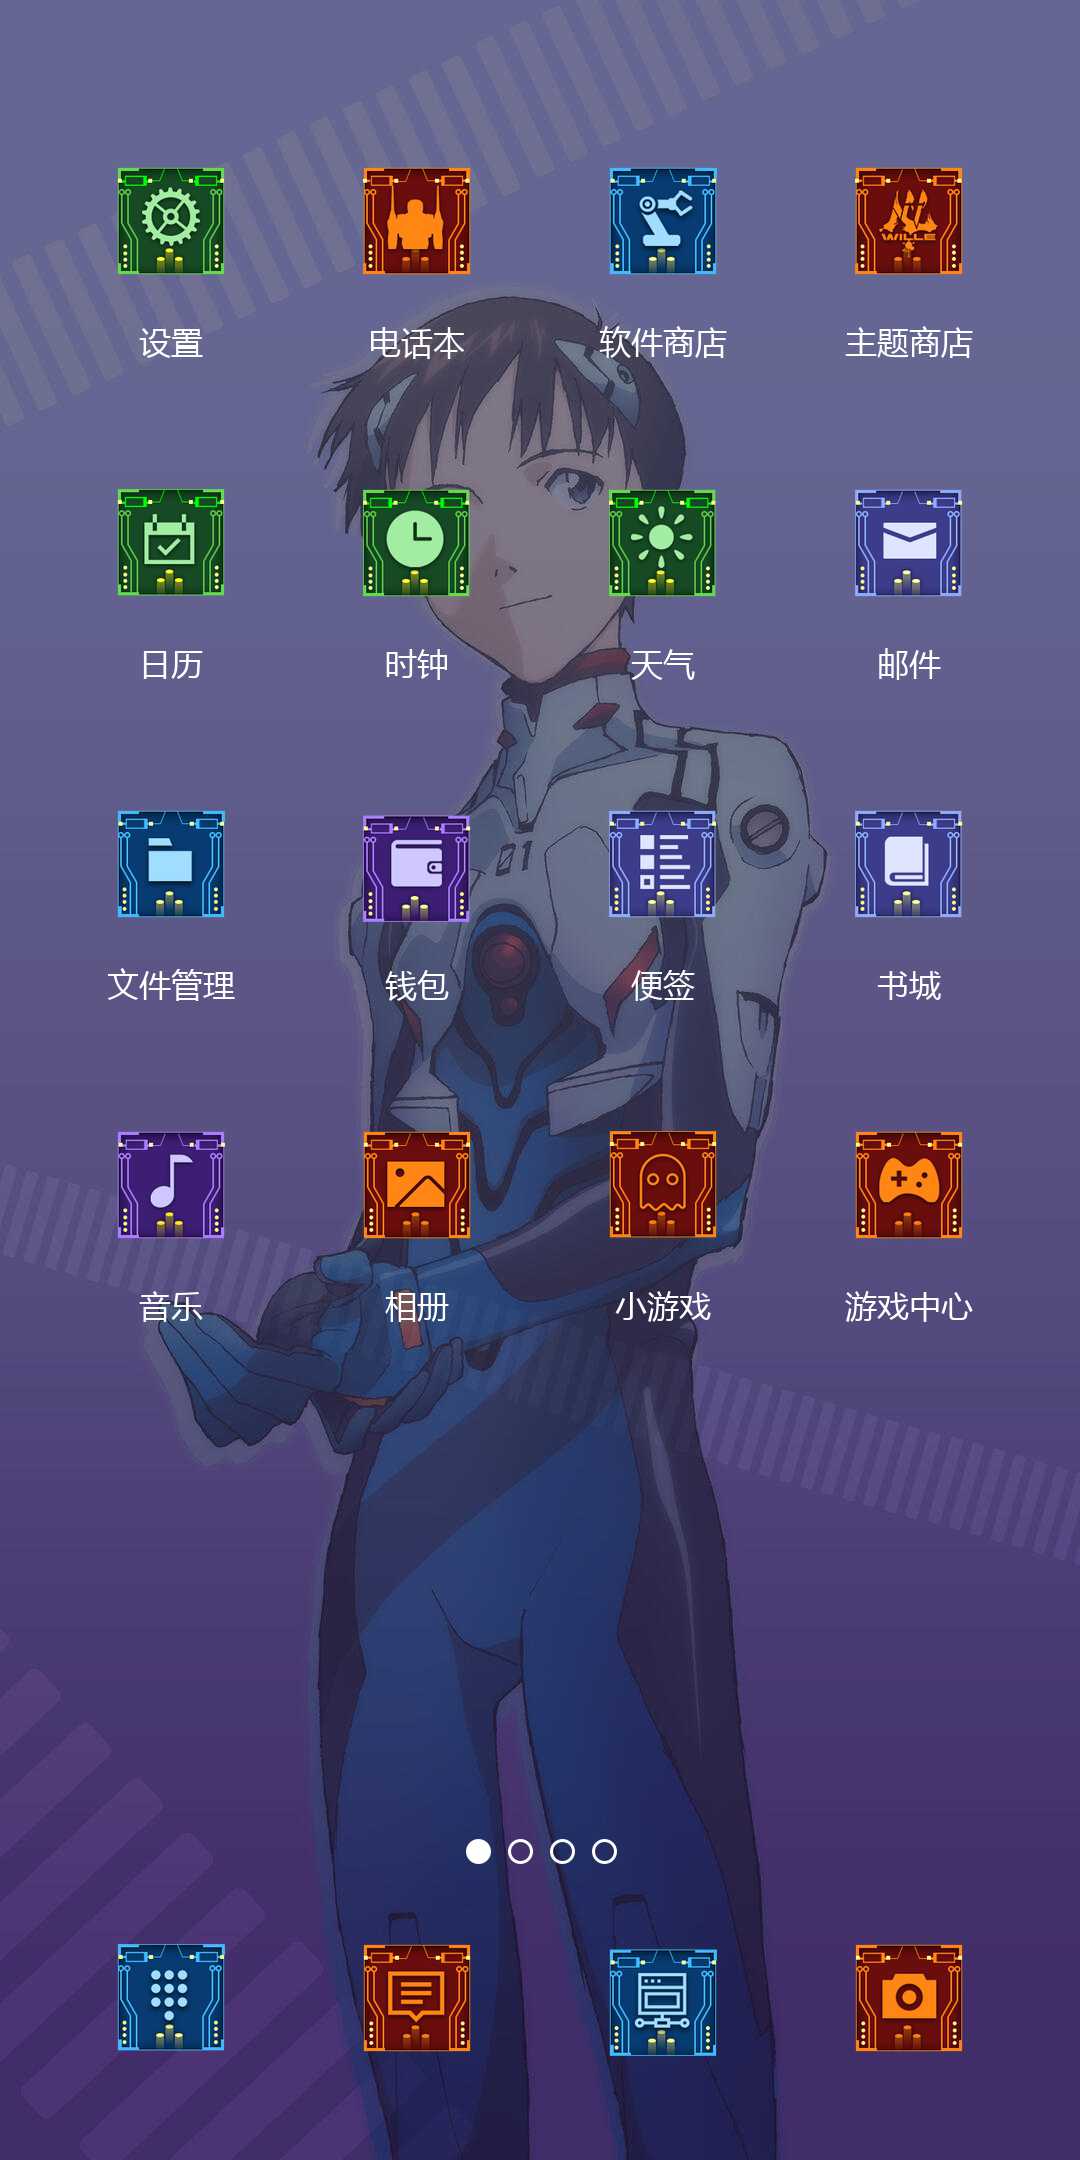 WILLE
设置
电话本
软件商店
主题商店
日历
时钟
天气
邮件
01
文件管理
钱包
便签
书城
音乐
相册
小游戏
游戏中心